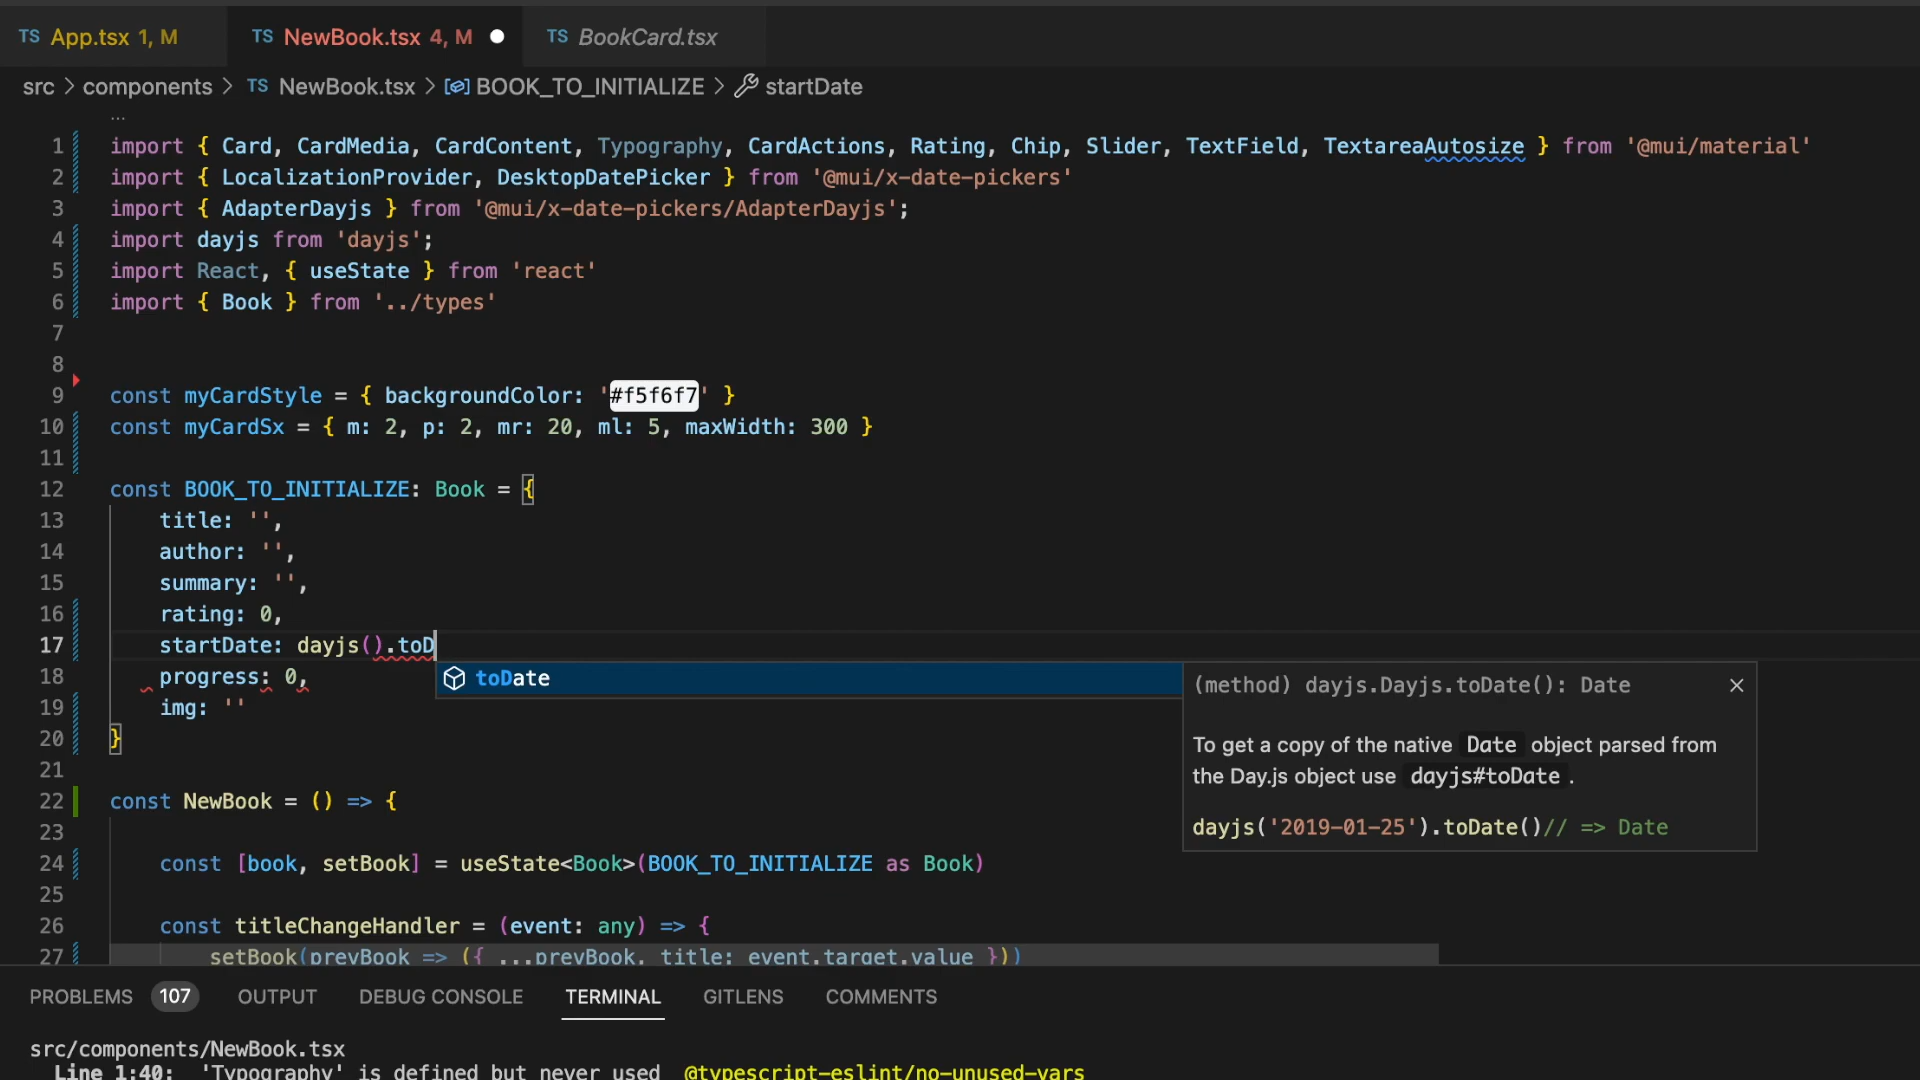 TS App.tsx 1, M TS NewBook.tsx 4, M TS BookCard.tsx
src > components > TS NewBook.tsx > BOOK_TO_INITIALIZE > startDate
...
1 import { Card, CardMedia, CardContent, Typography, CardActions, Rating, Chip, Slider, TextField, TextareaAutosize } from '@mui/material'
2 import { LocalizationProvider, DesktopDatePicker } from '@mui/x-date-pickers'
3 import { AdapterDayjs } from '@mui/x-date-pickers/AdapterDayjs';
4 import dayjs from 'dayjs';
5 import React, { useState } from 'react'
6 import { Book } from '../types'
7
8
9 const myCardStyle = { backgroundColor: '#f5f6f7' }
10 const myCardSx = { m: 2, p: 2, mr: 20, ml: 5, maxWidth: 300 }
11
12 const BOOK_TO_INITIALIZE: Book = {
13 title: '',
14 author: '',
15 summary: '',
16 rating: 0,
17 startDate: dayjs().toD
18 progress: 0,
19 img: ''
20 }
21
22 const NewBook = () => {
23
24 const [book, setBook] = useState<Book>(BOOK_TO_INITIALIZE as Book)
25
26 const titleChangeHandler = (event: any) => {
27 setBook(prevBook => ({ ...prevBook, title: event.target.value }))
toDate
(method) dayjs.Dayjs.toDate(): Date
To get a copy of the native Date object parsed from
the Day.js object use dayjs#toDate .
dayjs('2019-01-25').toDate()// => Date
PROBLEMS 107 OUTPUT DEBUG CONSOLE TERMINAL GITLENS COMMENTS
src/components/NewBook.tsx
Line 1:40: 'Typography' is defined but never used @typescript-eslint/no-unused-vars